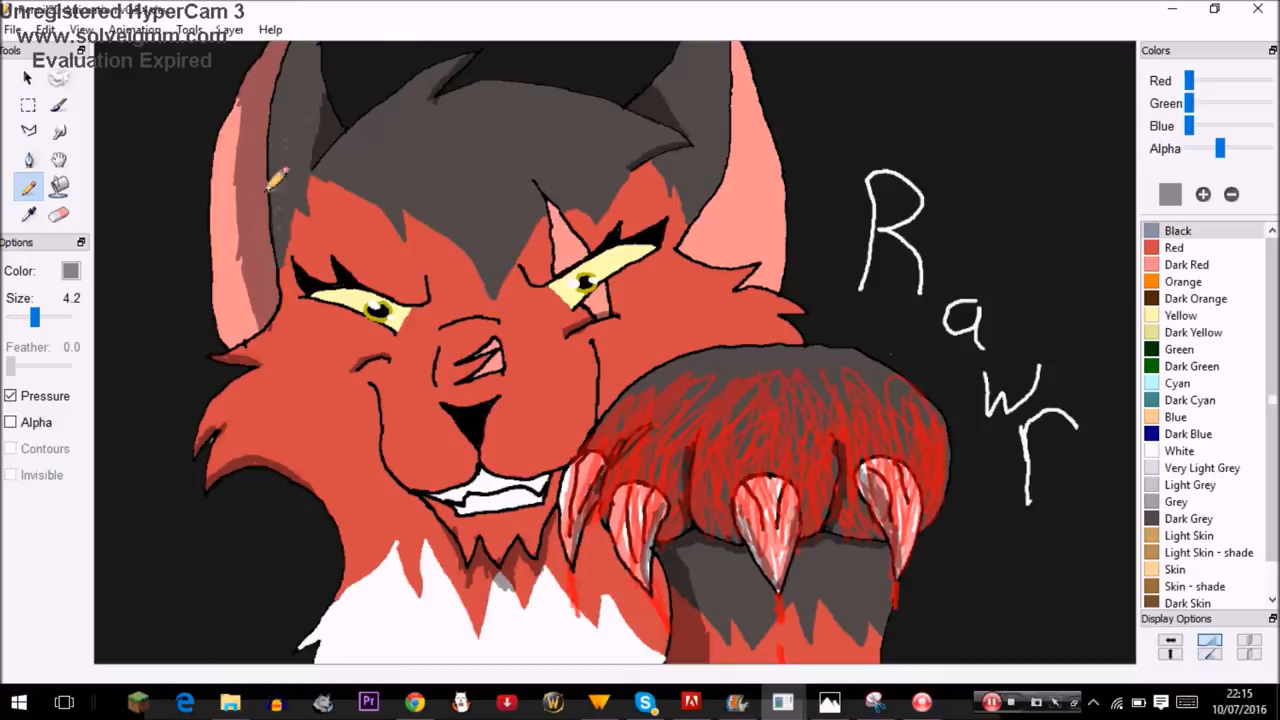 Unregistered HyperCam 3
www.solveigmm.com
Evaluation Expired
File Edit View Animation Tools Layer Help
Tools
Options
Color:
Size: 4.2
Feather: 0.0
Pressure
Alpha
Contours
Invisible
Rawr
Colors
Red
Green
Blue
Alpha
Black
Red
Dark Red
Orange
Dark Orange
Yellow
Dark Yellow
Green
Dark Green
Cyan
Dark Cyan
Blue
Dark Blue
White
Very Light Grey
Light Grey
Grey
Dark Grey
Light Skin
Light Skin - shade
Skin
Skin - shade
Dark Skin
Display Options
22:15
10/07/2016